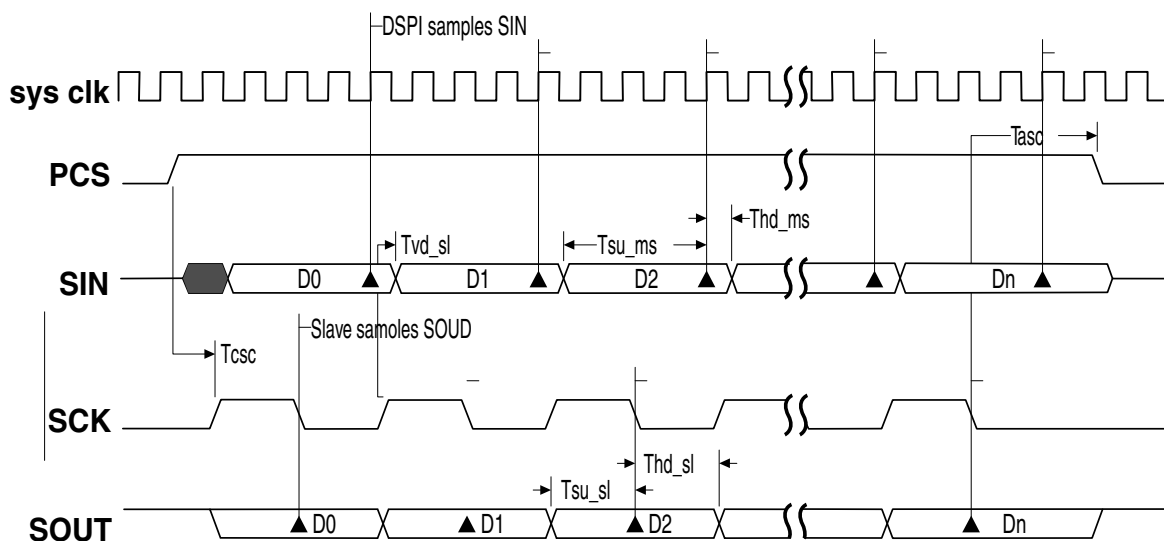 DSPI samples SIN
sys clk
Tasc
PCS
Thd_ms
Tvd_sl
Tsu_ms
SIN
D0
D1
D2
Dn
Slave samoles SOUD
Tcsc
SCK
Thd_sl
Tsu_sl
SOUT
D0
D1
D2
Dn